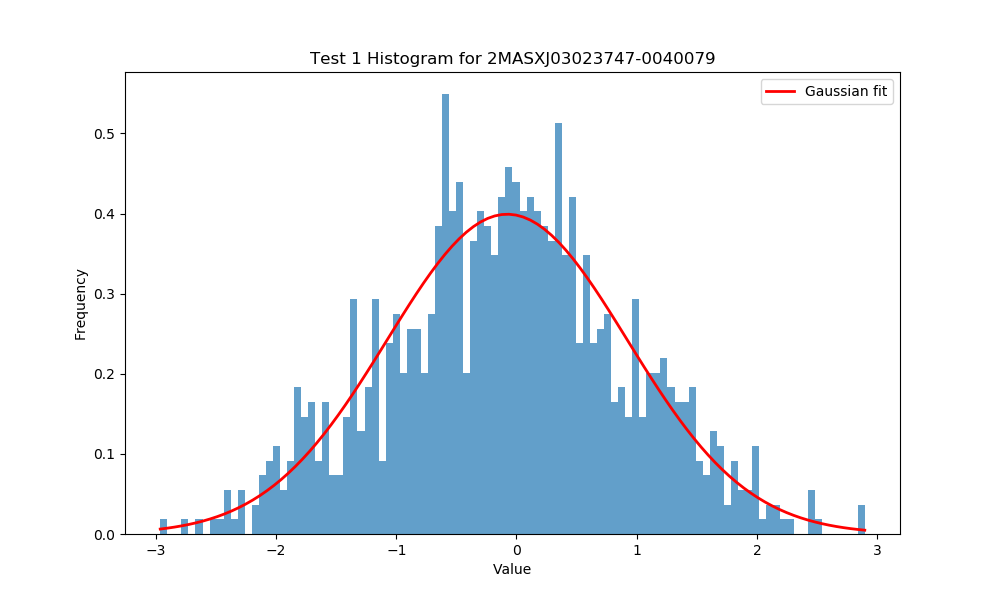 Test 1 Histogram for 2MASXJ03023747-0040079
Gaussian fit
Frequency
0.5
0.4
0.3
0.2
0.1
0.0
−3 −2 −1 0 1 2 3
Value